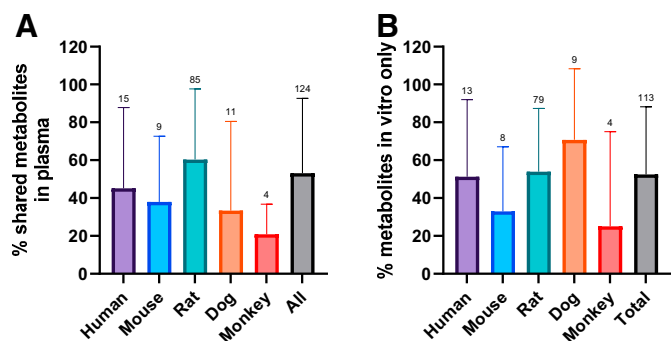 A
% shared metabolites
in plasma
120
100
80
60
40
20
0
15
9
85
11
4
124
Human
Mouse
Rat
Dog
Monkey
All
B
% metabolites in vitro only
120
100
80
60
40
20
0
13
8
79
9
4
113
Human
Mouse
Rat
Dog
Monkey
Total